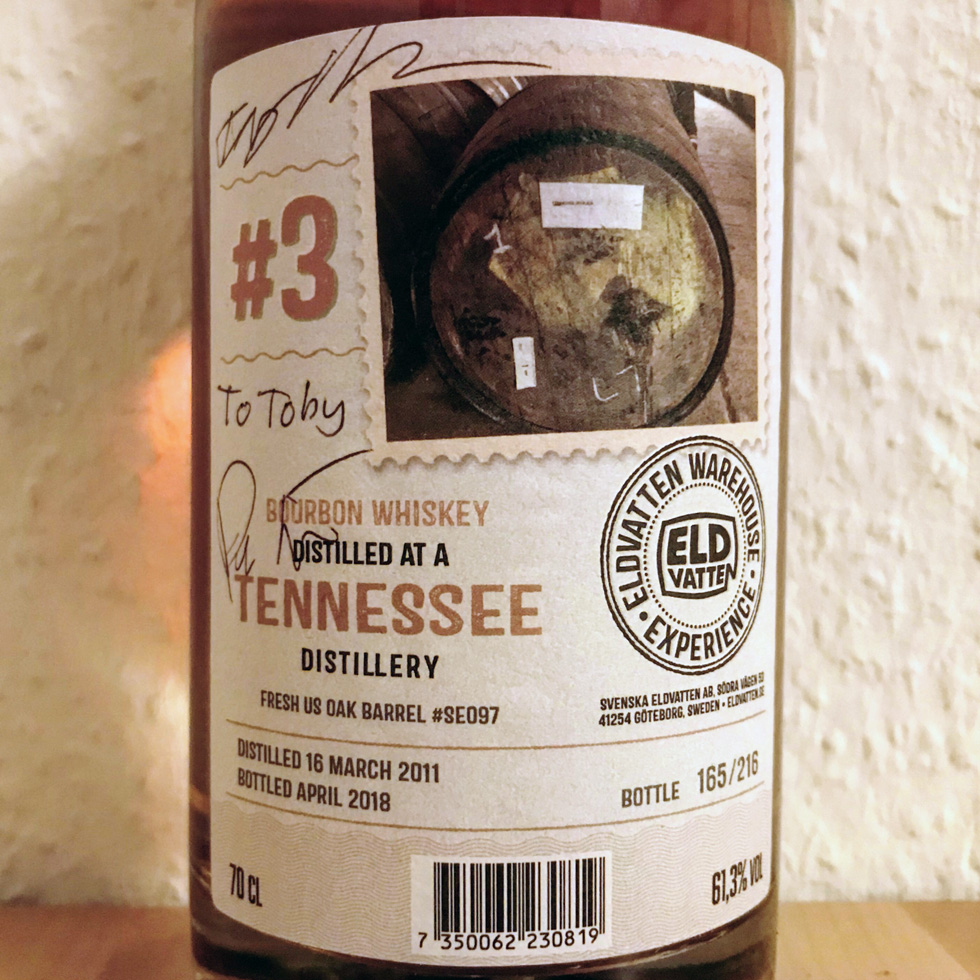 #3
To Toby
BOURBON WHISKEY
DISTILLED AT A
TENNESSEE
DISTILLERY
FRESH US OAK BARREL #SE097
ELDVATTEN WAREHOUSE • EXPERIENCE •
ELD
VATTEN
SVENSKA ELDVATTEN AB, SÖDRA VÄGEN
41254 GÖTEBORG, SWEDEN • ELDVATTEN.SE
DISTILLED 16 MARCH 2011
BOTTLED APRIL 2018
BOTTLE 165/216
70 CL
7 350062 230819
61,3% VOL